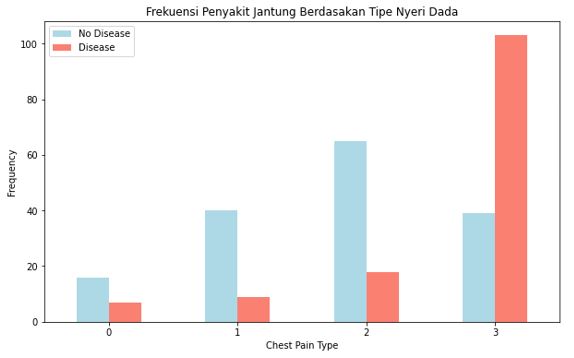 Frekuensi Penyakit Jantung Berdasakan Tipe Nyeri Dada
No Disease
Disease
100
80
60
40
20
0
Frequency
0 1 2 3
Chest Pain Type